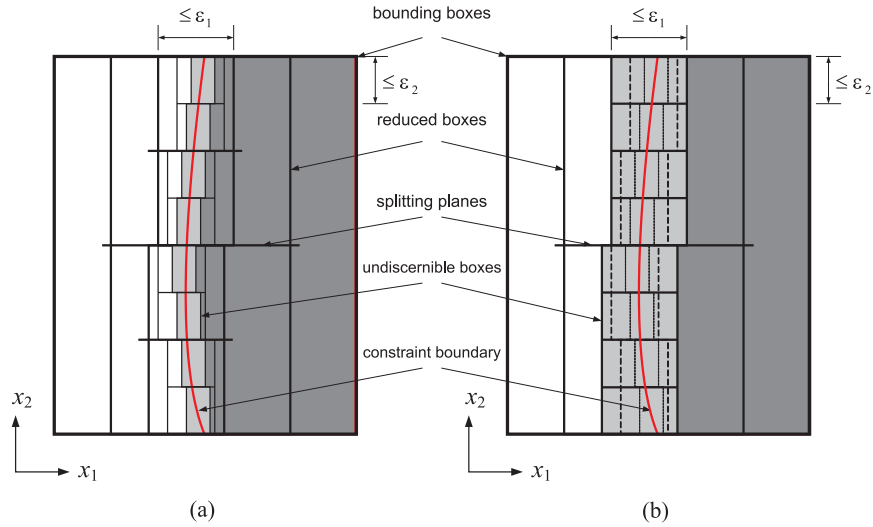 bounding boxes
≤ ε₁
≤ ε₁
≤ ε₂
≤ ε₂
reduced boxes
splitting planes
undiscernible boxes
constraint boundary
x₂
x₁
x₂
x₁
(a)
(b)